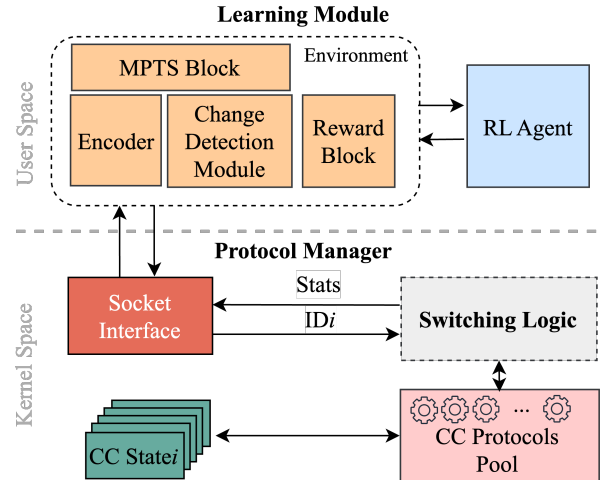 Learning Module
User Space
Environment
MPTS Block
Encoder
Change
Detection
Module
Reward
Block
RL Agent
Protocol Manager
Kernel Space
Socket
Interface
Stats
IDi
Switching Logic
CC Statei
...
CC Protocols
Pool